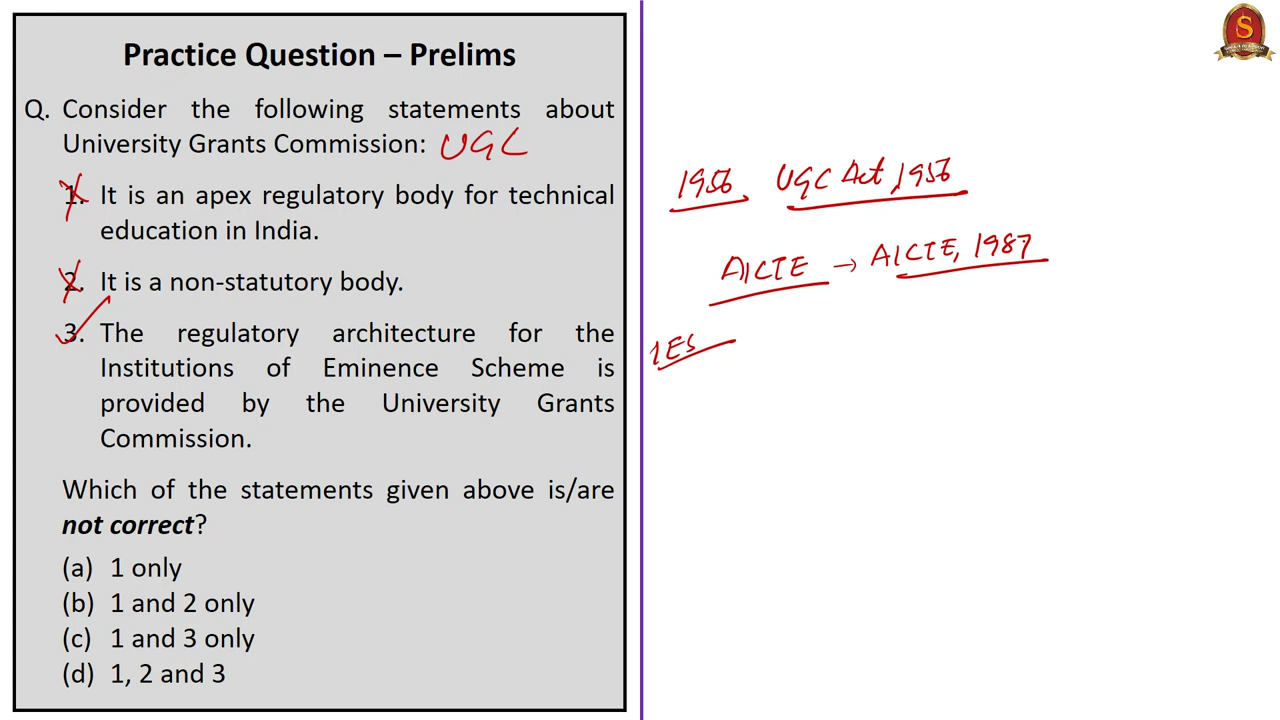 Practice Question – Prelims
Q. Consider the following statements about
University Grants Commission: UGC
1. It is an apex regulatory body for technical
education in India.
2. It is a non-statutory body.
3. The regulatory architecture for the
Institutions of Eminence Scheme is
provided by the University Grants
Commission.
Which of the statements given above is/are
not correct?
(a) 1 only
(b) 1 and 2 only
(c) 1 and 3 only
(d) 1, 2 and 3
1956, UGC Act, 1956
AICTE → AICTE, 1987
IES
S